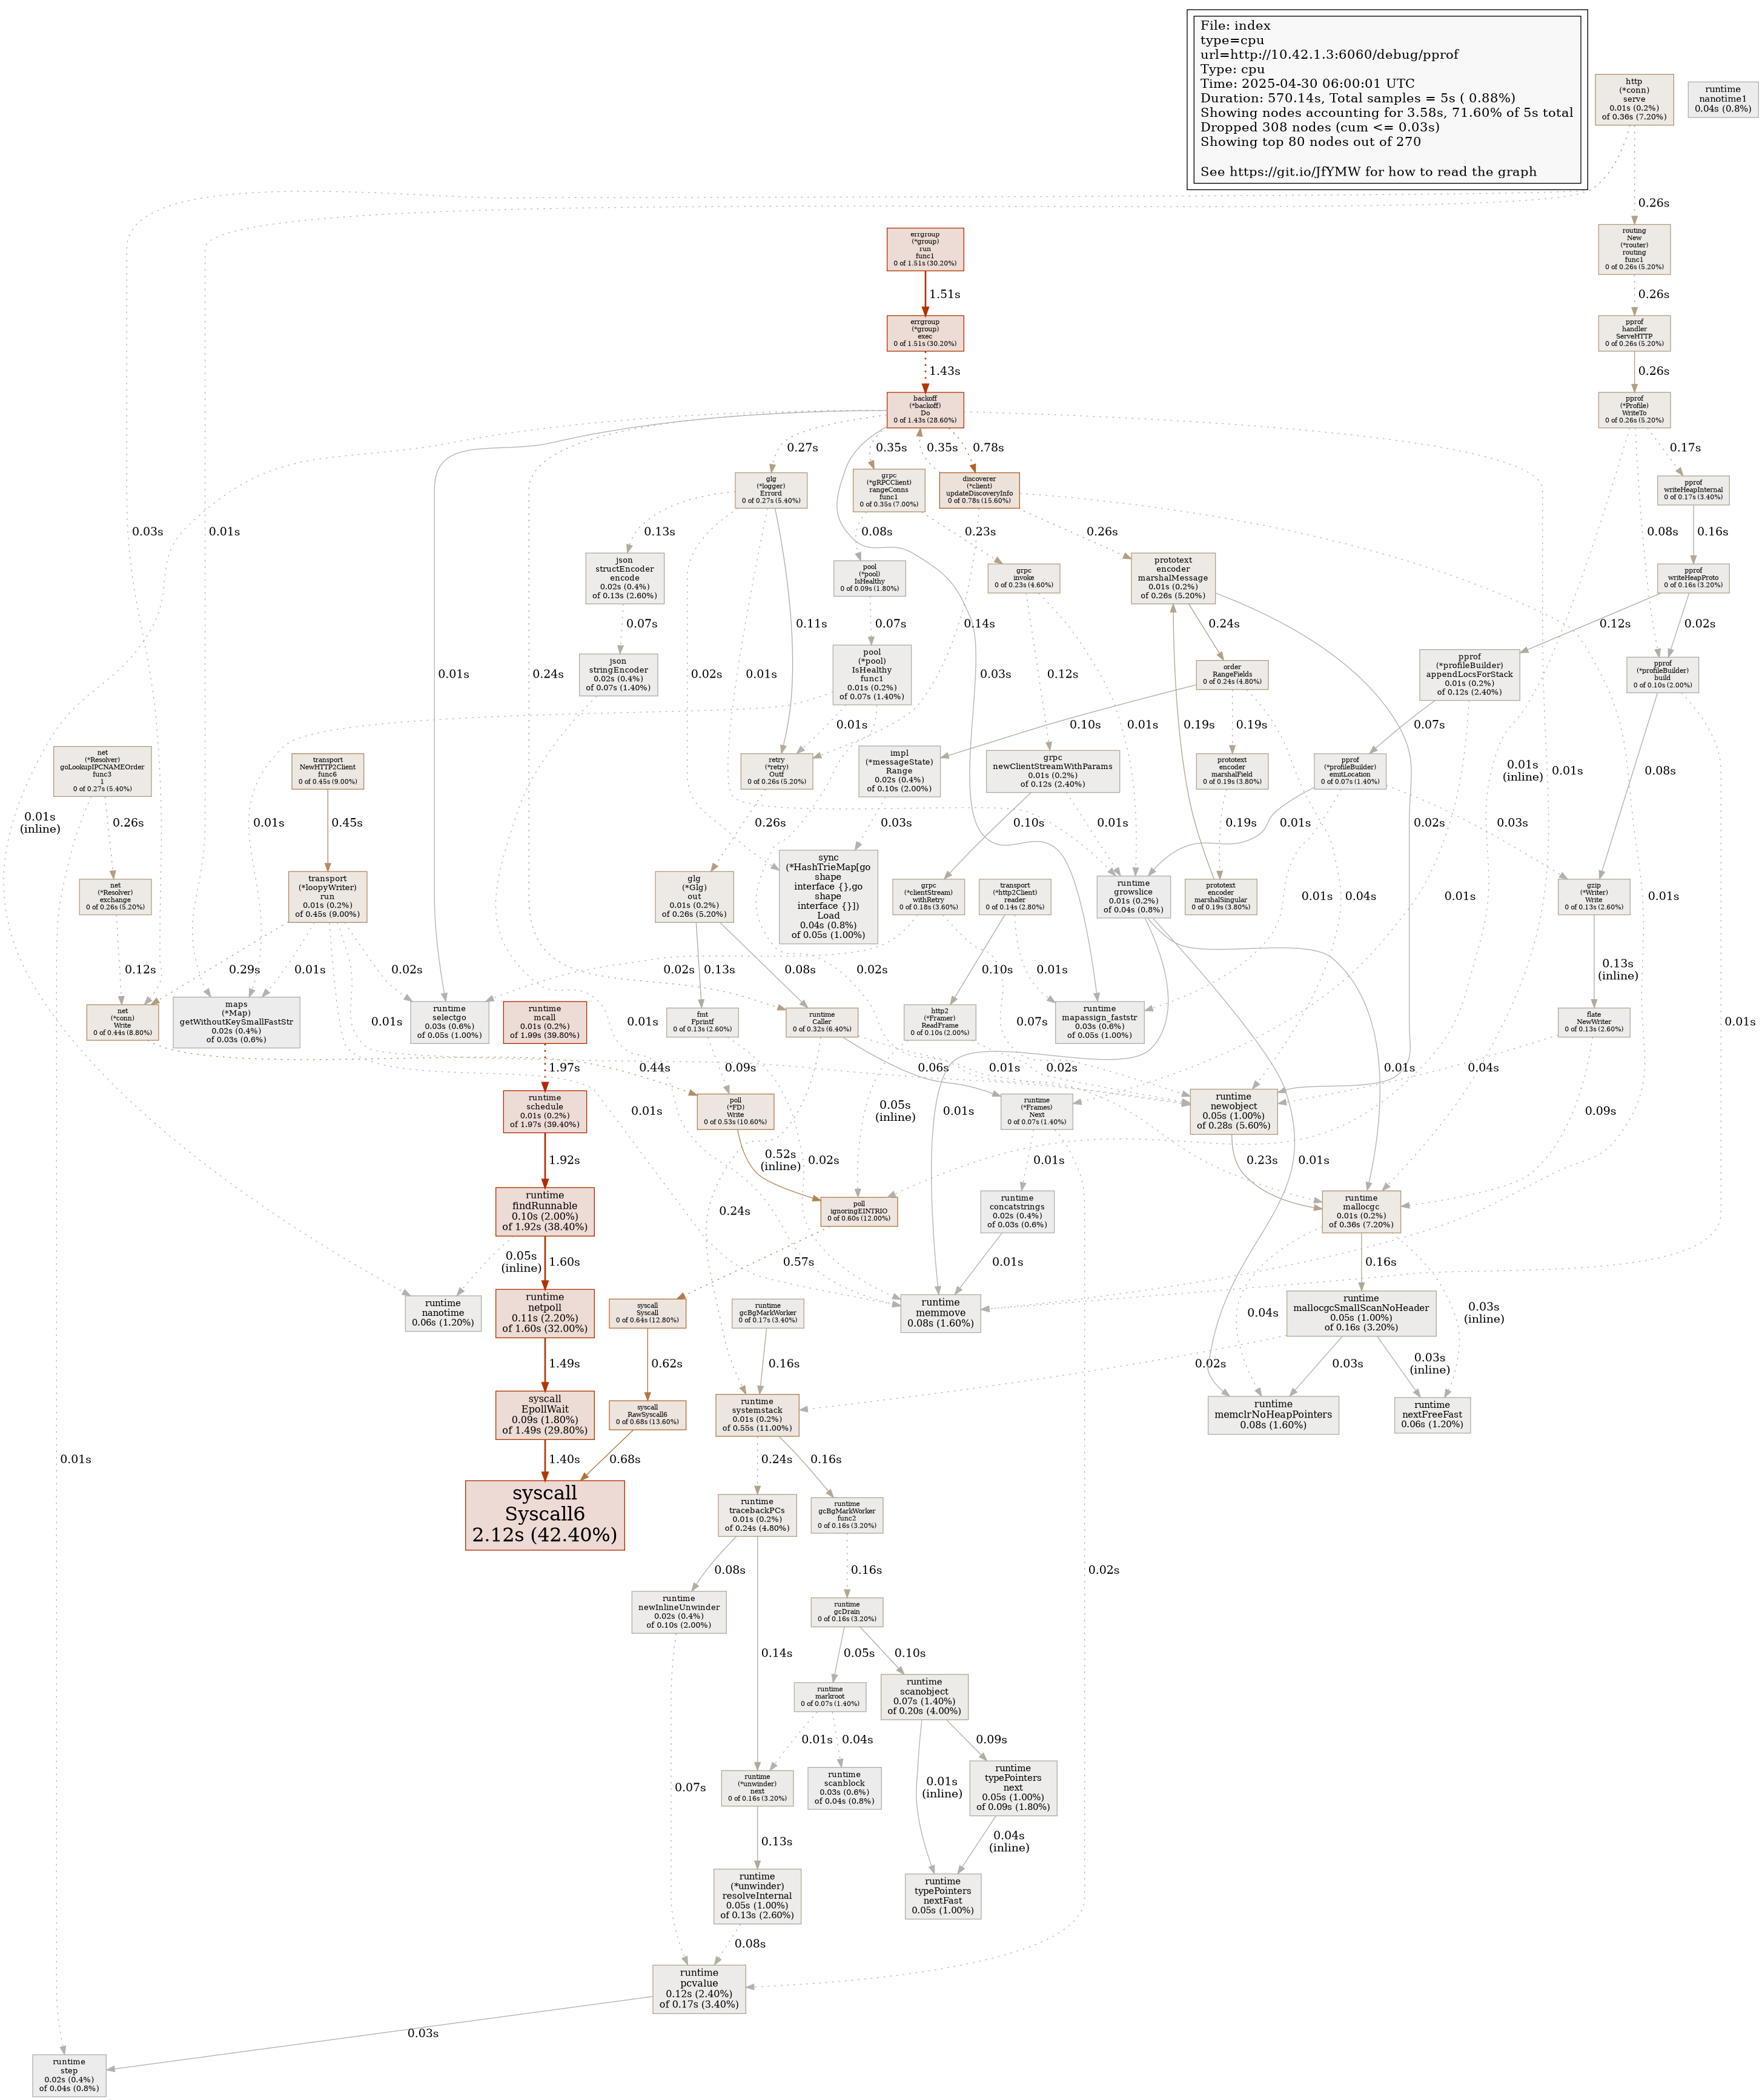 File: index
type=cpu
url=http://10.42.1.3:6060/debug/pprof
Type: cpu
Time: 2025-04-30 06:00:01 UTC
Duration: 570.14s, Total samples = 5s ( 0.88%)
Showing nodes accounting for 3.58s, 71.60% of 5s total
Dropped 308 nodes (cum <= 0.03s)
Showing top 80 nodes out of 270
See https://git.io/JfYMW for how to read the graph
http
(*conn)
serve
0.01s (0.2%)
of 0.36s (7.20%)
runtime
nanotime1
0.04s (0.8%)
0.26s
errgroup
(*group)
run
func1
0 of 1.51s (30.20%)
routing
New
(*router)
routing
func1
0 of 0.26s (5.20%)
1.51s
0.26s
errgroup
(*group)
exec
0 of 1.51s (30.20%)
pprof
handler
ServeHTTP
0 of 0.26s (5.20%)
1.43s
0.26s
backoff
(*backoff)
Do
0 of 1.43s (28.60%)
pprof
(*Profile)
WriteTo
0 of 0.26s (5.20%)
0.27s
0.35s
0.35s
0.78s
0.17s
glg
(*logger)
Errord
0 of 0.27s (5.40%)
grpc
(*gRPCClient)
rangeConns
func1
0 of 0.35s (7.00%)
discoverer
(*client)
updateDiscoveryInfo
0 of 0.78s (15.60%)
pprof
writeHeapInternal
0 of 0.17s (3.40%)
0.03s
0.01s
0.13s
0.08s
0.23s
0.26s
0.08s
0.16s
json
structEncoder
encode
0.02s (0.4%)
of 0.13s (2.60%)
pool
(*pool)
IsHealthy
0 of 0.09s (1.80%)
grpc
invoke
0 of 0.23s (4.60%)
prototext
encoder
marshalMessage
0.01s (0.2%)
of 0.26s (5.20%)
pprof
writeHeapProto
0 of 0.16s (3.20%)
0.07s
0.11s
0.07s
0.14s
0.24s
0.12s
0.02s
json
stringEncoder
0.02s (0.4%)
of 0.07s (1.40%)
pool
(*pool)
IsHealthy
func1
0.01s (0.2%)
of 0.07s (1.40%)
order
RangeFields
0 of 0.24s (4.80%)
pprof
(*profileBuilder)
appendLocsForStack
0.01s (0.2%)
of 0.12s (2.40%)
pprof
(*profileBuilder)
build
0 of 0.10s (2.00%)
0.01s
0.24s
0.02s
0.01s
0.03s
0.12s
0.01s
0.01s
0.10s
0.19s
0.19s
0.02s
0.07s
0.01s
(inline)
0.01s
net
(*Resolver)
goLookupIPCNAMEOrder
func3
1
0 of 0.27s (5.40%)
transport
NewHTTP2Client
func6
0 of 0.45s (9.00%)
retry
(*retry)
Outf
0 of 0.26s (5.20%)
impl
(*messageState)
Range
0.02s (0.4%)
of 0.10s (2.00%)
grpc
newClientStreamWithParams
0.01s (0.2%)
of 0.12s (2.40%)
prototext
encoder
marshalField
0 of 0.19s (3.80%)
pprof
(*profileBuilder)
emitLocation
0 of 0.07s (1.40%)
0.08s
0.01s
(inline)
0.26s
0.01s
0.45s
0.26s
0.03s
0.10s
0.01s
0.19s
0.01s
0.03s
net
(*Resolver)
exchange
0 of 0.26s (5.20%)
transport
(*loopyWriter)
run
0.01s (0.2%)
of 0.45s (9.00%)
glg
(*Glg)
out
0.01s (0.2%)
of 0.26s (5.20%)
sync
(*HashTrieMap[go
shape
interface {},go
shape
interface {}])
Load
0.04s (0.8%)
of 0.05s (1.00%)
grpc
(*clientStream)
withRetry
0 of 0.18s (3.60%)
transport
(*http2Client)
reader
0 of 0.14s (2.80%)
runtime
growslice
0.01s (0.2%)
of 0.04s (0.8%)
prototext
encoder
marshalSingular
0 of 0.19s (3.80%)
gzip
(*Writer)
Write
0 of 0.13s (2.60%)
0.01s
0.04s
0.01s
0.01s
0.12s
0.29s
0.01s
0.02s
0.02s
0.13s
0.08s
0.02s
0.10s
0.01s
0.13s
(inline)
net
(*conn)
Write
0 of 0.44s (8.80%)
maps
(*Map)
getWithoutKeySmallFastStr
0.02s (0.4%)
of 0.03s (0.6%)
runtime
selectgo
0.03s (0.6%)
of 0.05s (1.00%)
runtime
mcall
0.01s (0.2%)
of 1.99s (39.80%)
fmt
Fprintf
0 of 0.13s (2.60%)
runtime
Caller
0 of 0.32s (6.40%)
http2
(*Framer)
ReadFrame
0 of 0.10s (2.00%)
runtime
mapassign_faststr
0.03s (0.6%)
of 0.05s (1.00%)
flate
NewWriter
0 of 0.13s (2.60%)
0.01s
0.01s
0.07s
0.01s
1.97s
0.44s
0.09s
0.06s
0.01s
0.02s
0.01s
0.04s
runtime
schedule
0.01s (0.2%)
of 1.97s (39.40%)
poll
(*FD)
Write
0 of 0.53s (10.60%)
runtime
(*Frames)
Next
0 of 0.07s (1.40%)
runtime
newobject
0.05s (1.00%)
of 0.28s (5.60%)
0.01s
0.05s
(inline)
0.01s
0.09s
1.92s
0.52s
(inline)
0.02s
0.01s
0.23s
0.01s
runtime
findRunnable
0.10s (2.00%)
of 1.92s (38.40%)
poll
ignoringEINTRIO
0 of 0.60s (12.00%)
runtime
concatstrings
0.02s (0.4%)
of 0.03s (0.6%)
runtime
mallocgc
0.01s (0.2%)
of 0.36s (7.20%)
0.24s
0.05s
(inline)
1.60s
0.57s
0.01s
0.16s
runtime
nanotime
0.06s (1.20%)
runtime
netpoll
0.11s (2.20%)
of 1.60s (32.00%)
syscall
Syscall
0 of 0.64s (12.80%)
runtime
gcBgMarkWorker
0 of 0.17s (3.40%)
runtime
memmove
0.08s (1.60%)
runtime
mallocgcSmallScanNoHeader
0.05s (1.00%)
of 0.16s (3.20%)
0.04s
0.03s
(inline)
1.49s
0.62s
0.16s
0.02s
0.03s
0.03s
(inline)
syscall
EpollWait
0.09s (1.80%)
of 1.49s (29.80%)
syscall
RawSyscall6
0 of 0.68s (13.60%)
runtime
systemstack
0.01s (0.2%)
of 0.55s (11.00%)
runtime
memclrNoHeapPointers
0.08s (1.60%)
runtime
nextFreeFast
0.06s (1.20%)
0.01s
1.40s
0.68s
0.24s
0.16s
syscall
Syscall6
2.12s (42.40%)
runtime
tracebackPCs
0.01s (0.2%)
of 0.24s (4.80%)
runtime
gcBgMarkWorker
func2
0 of 0.16s (3.20%)
0.08s
0.16s
0.02s
runtime
newInlineUnwinder
0.02s (0.4%)
of 0.10s (2.00%)
runtime
gcDrain
0 of 0.16s (3.20%)
0.14s
0.05s
0.10s
runtime
markroot
0 of 0.07s (1.40%)
runtime
scanobject
0.07s (1.40%)
of 0.20s (4.00%)
0.01s
0.04s
0.09s
0.07s
runtime
(*unwinder)
next
0 of 0.16s (3.20%)
runtime
scanblock
0.03s (0.6%)
of 0.04s (0.8%)
0.01s
(inline)
runtime
typePointers
next
0.05s (1.00%)
of 0.09s (1.80%)
0.13s
0.04s
(inline)
runtime
(*unwinder)
resolveInternal
0.05s (1.00%)
of 0.13s (2.60%)
runtime
typePointers
nextFast
0.05s (1.00%)
0.08s
runtime
pcvalue
0.12s (2.40%)
of 0.17s (3.40%)
0.03s
runtime
step
0.02s (0.4%)
of 0.04s (0.8%)